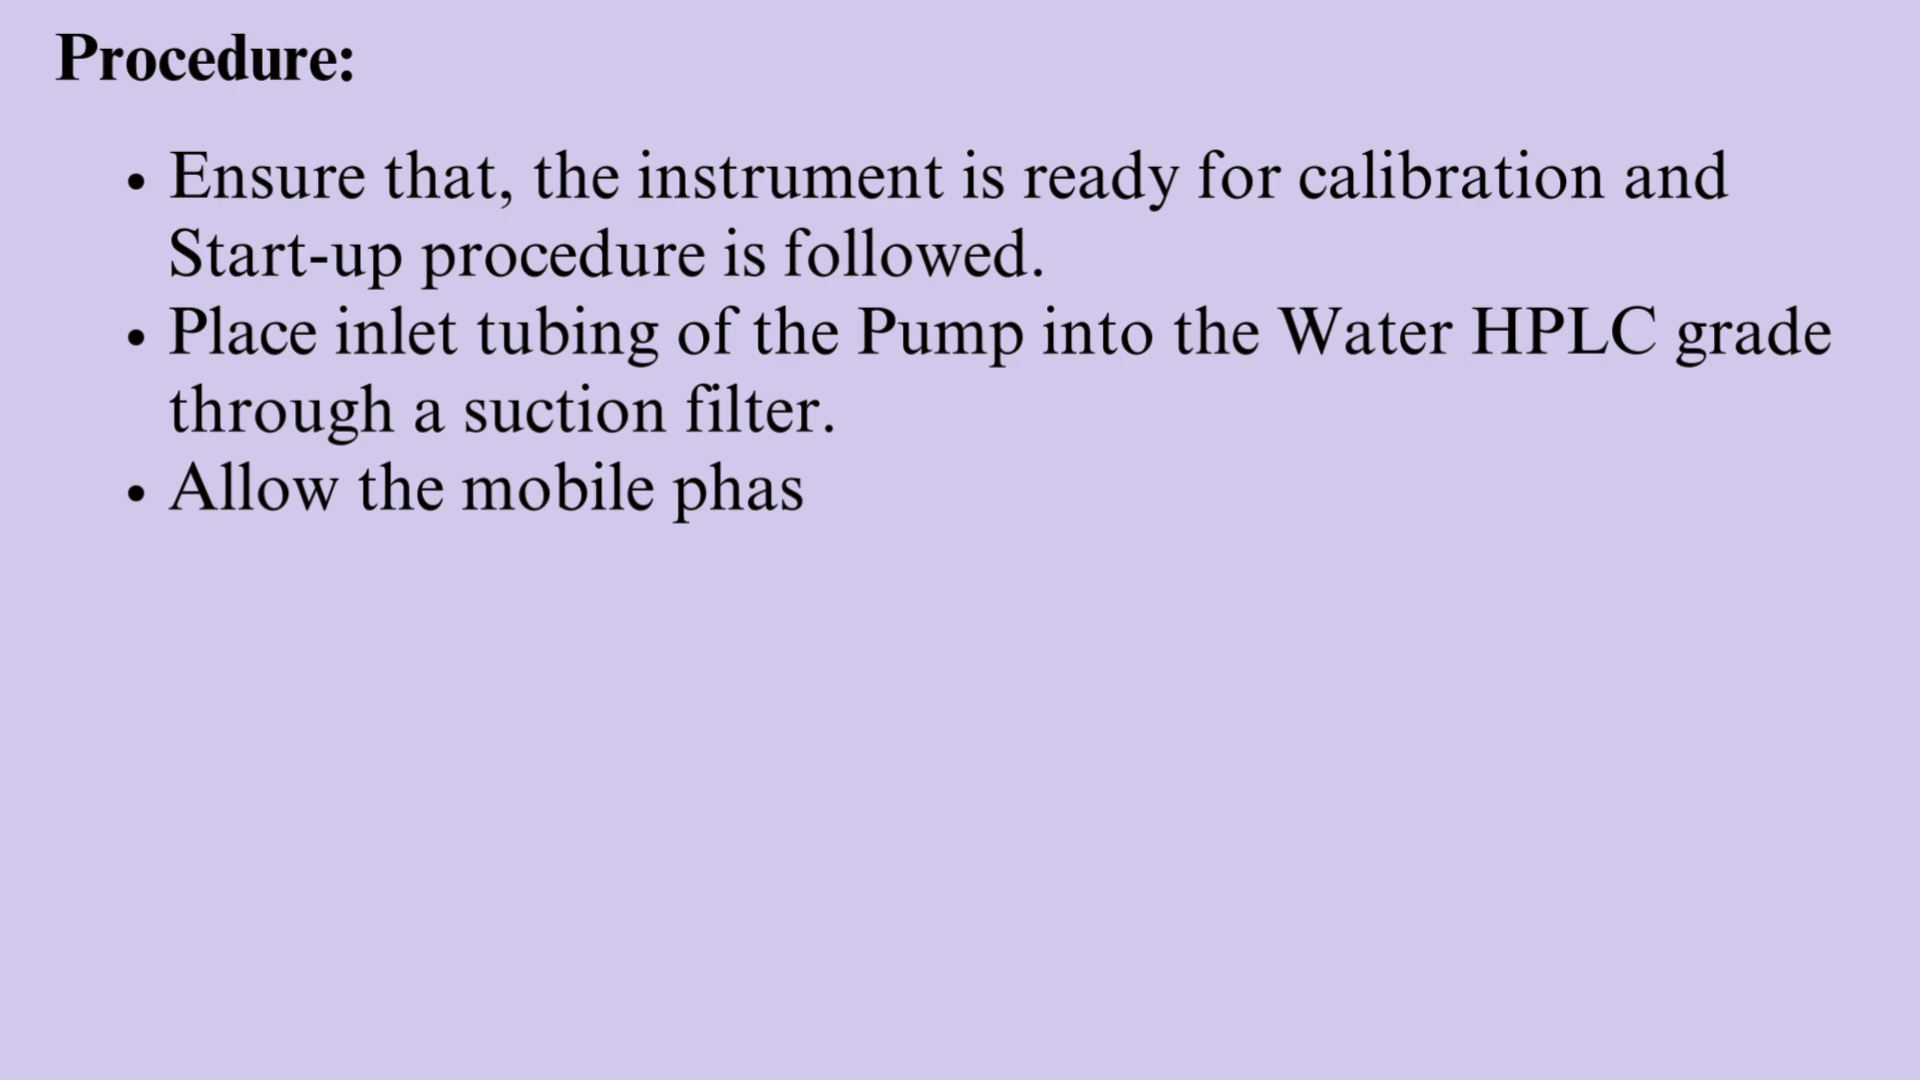 Procedure:
• Ensure that, the instrument is ready for calibration and
Start-up procedure is followed.
• Place inlet tubing of the Pump into the Water HPLC grade
through a suction filter.
• Allow the mobile phas